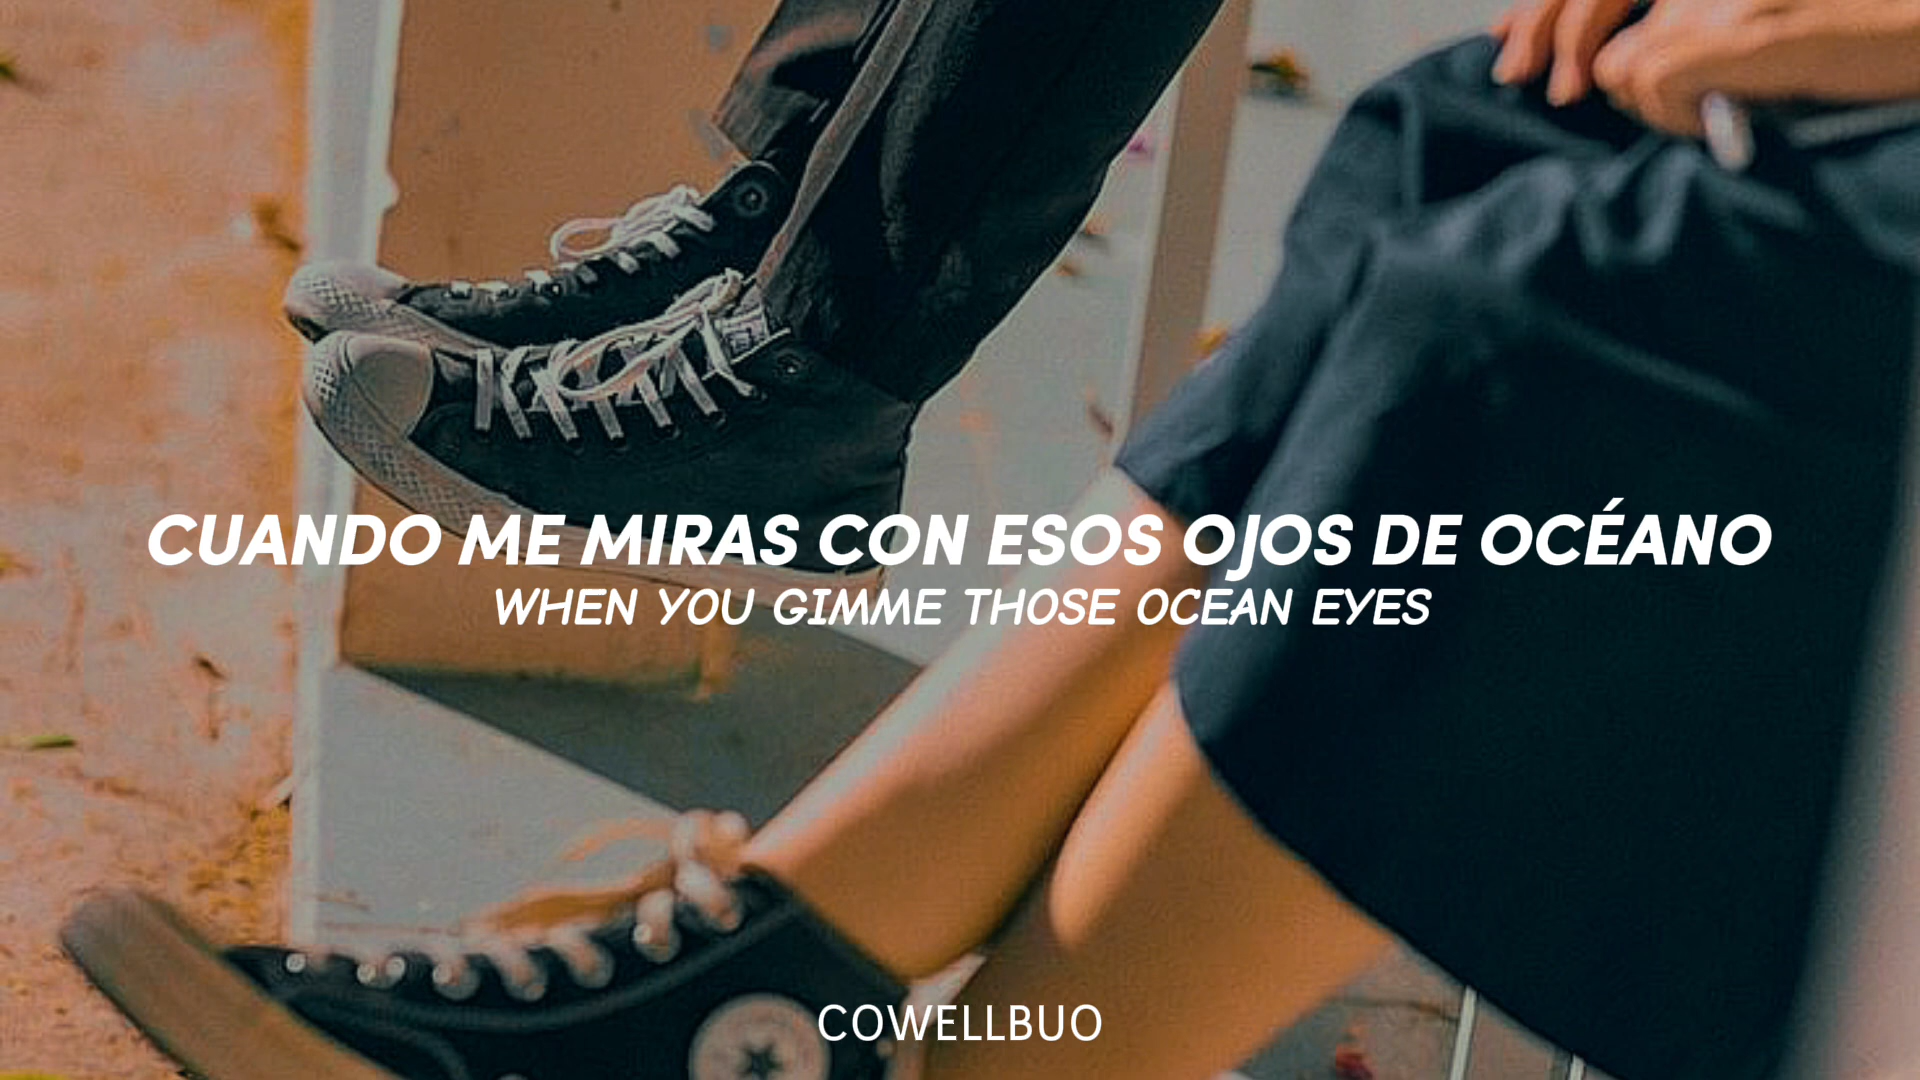 CUANDO ME MIRAS CON ESOS OJOS DE OCÉANO
WHEN YOU GIMME THOSE OCEAN EYES
COWELLBUO